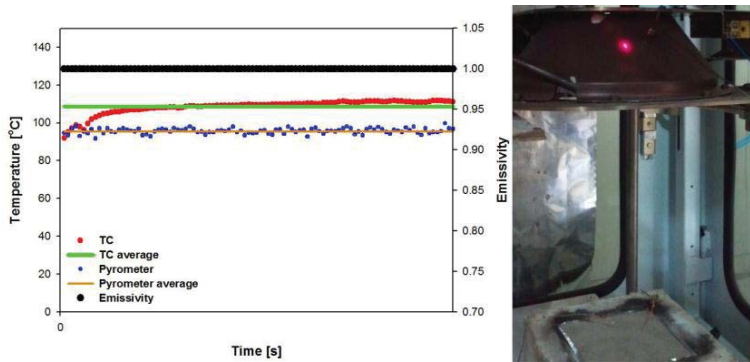 Temperature [°C]
140
120
100
80
60
40
20
0
TC
TC average
Pyrometer
Pyrometer average
Emissivity
1.05
1.00
0.95
0.90
0.85
0.80
0.75
0.70
Emissivity
0
Time [s]